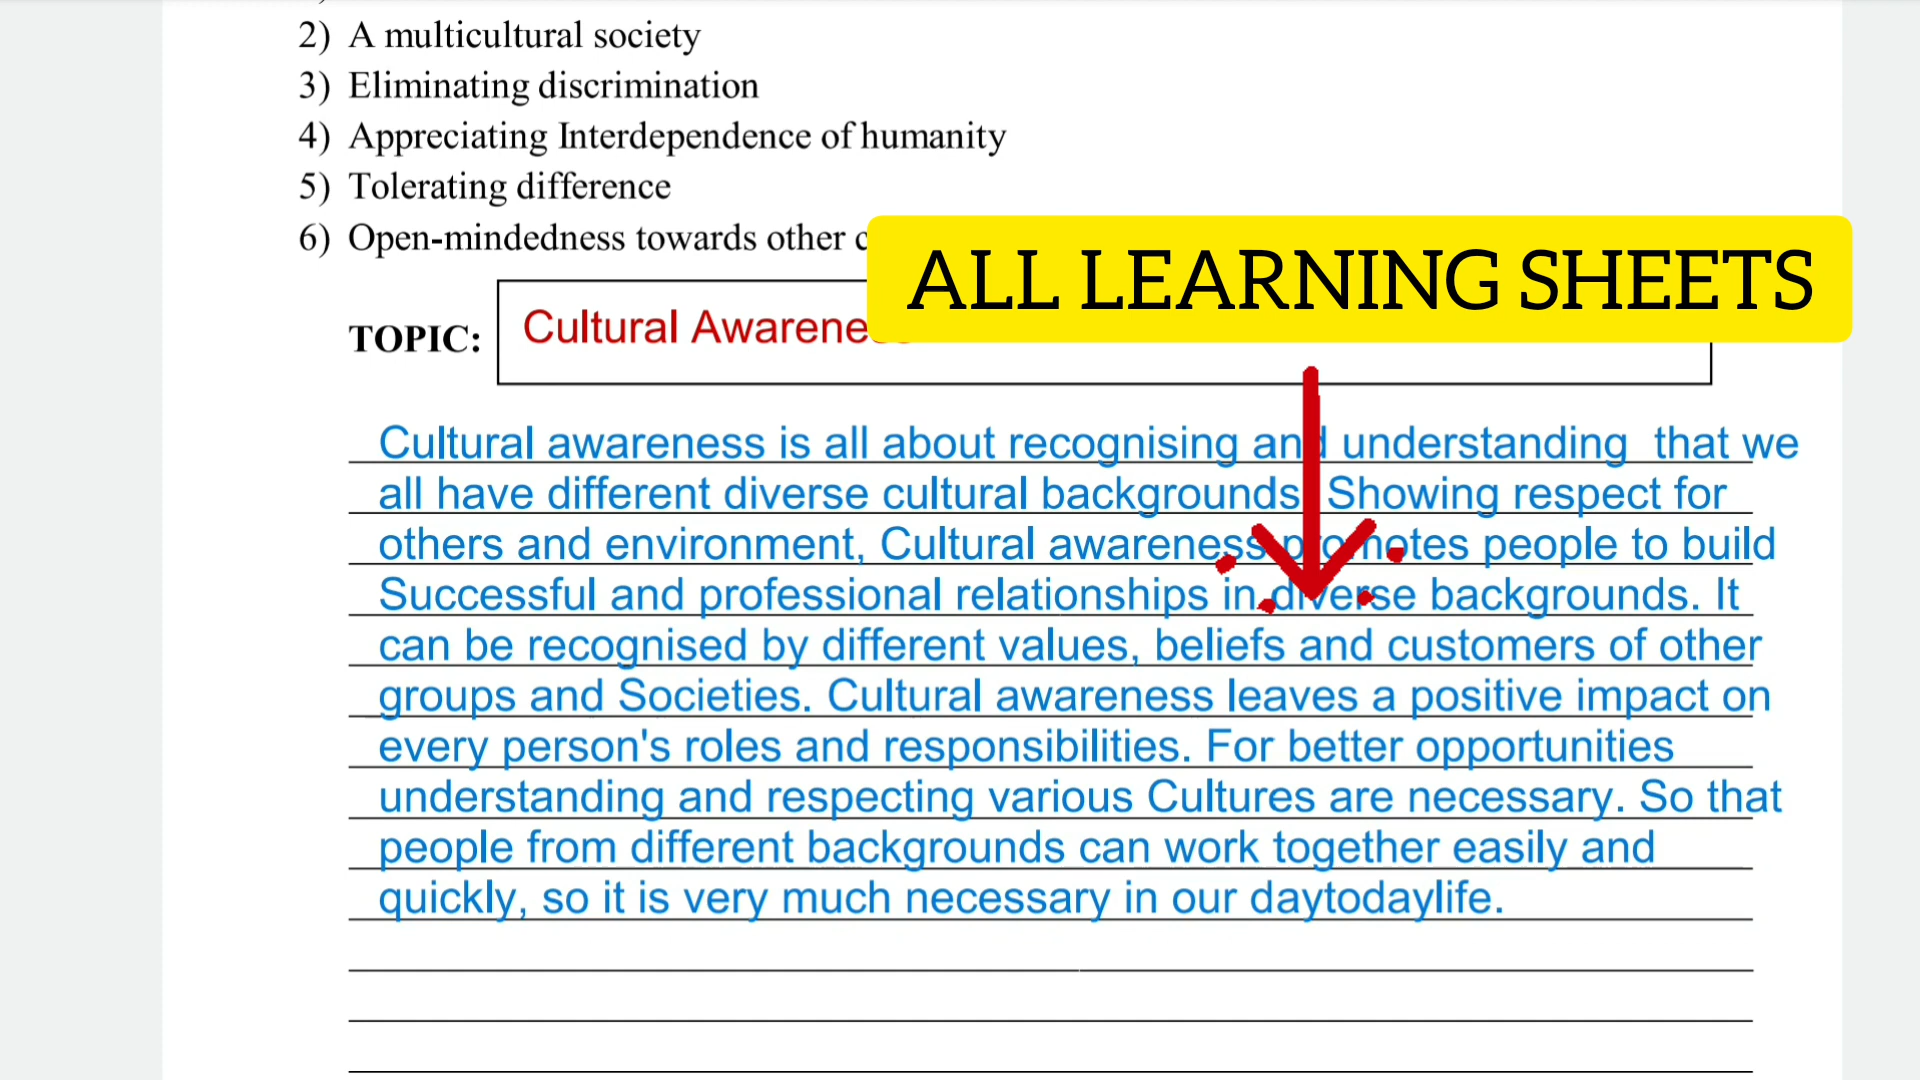 2) A multicultural society
3) Eliminating discrimination
4) Appreciating Interdependence of humanity
5) Tolerating difference
6) Open-mindedness towards other
ALL LEARNING SHEETS
TOPIC: Cultural
Cultural awareness is all about recognising and understanding that we
all have different diverse cultural backgrounds Showing respect for
others and environment, Cultural awareness promotes people to build
Successful and professional relationships in diverse backgrounds. It
can be recognised by different values, beliefs and customers of other
groups and Societies. Cultural awareness leaves a positive impact on
every person's roles and responsibilities. For better opportunities
understanding and respecting various Cultures are necessary. So that
people from different backgrounds can work together easily and
quickly, so it is very much necessary in our daytodaylife.